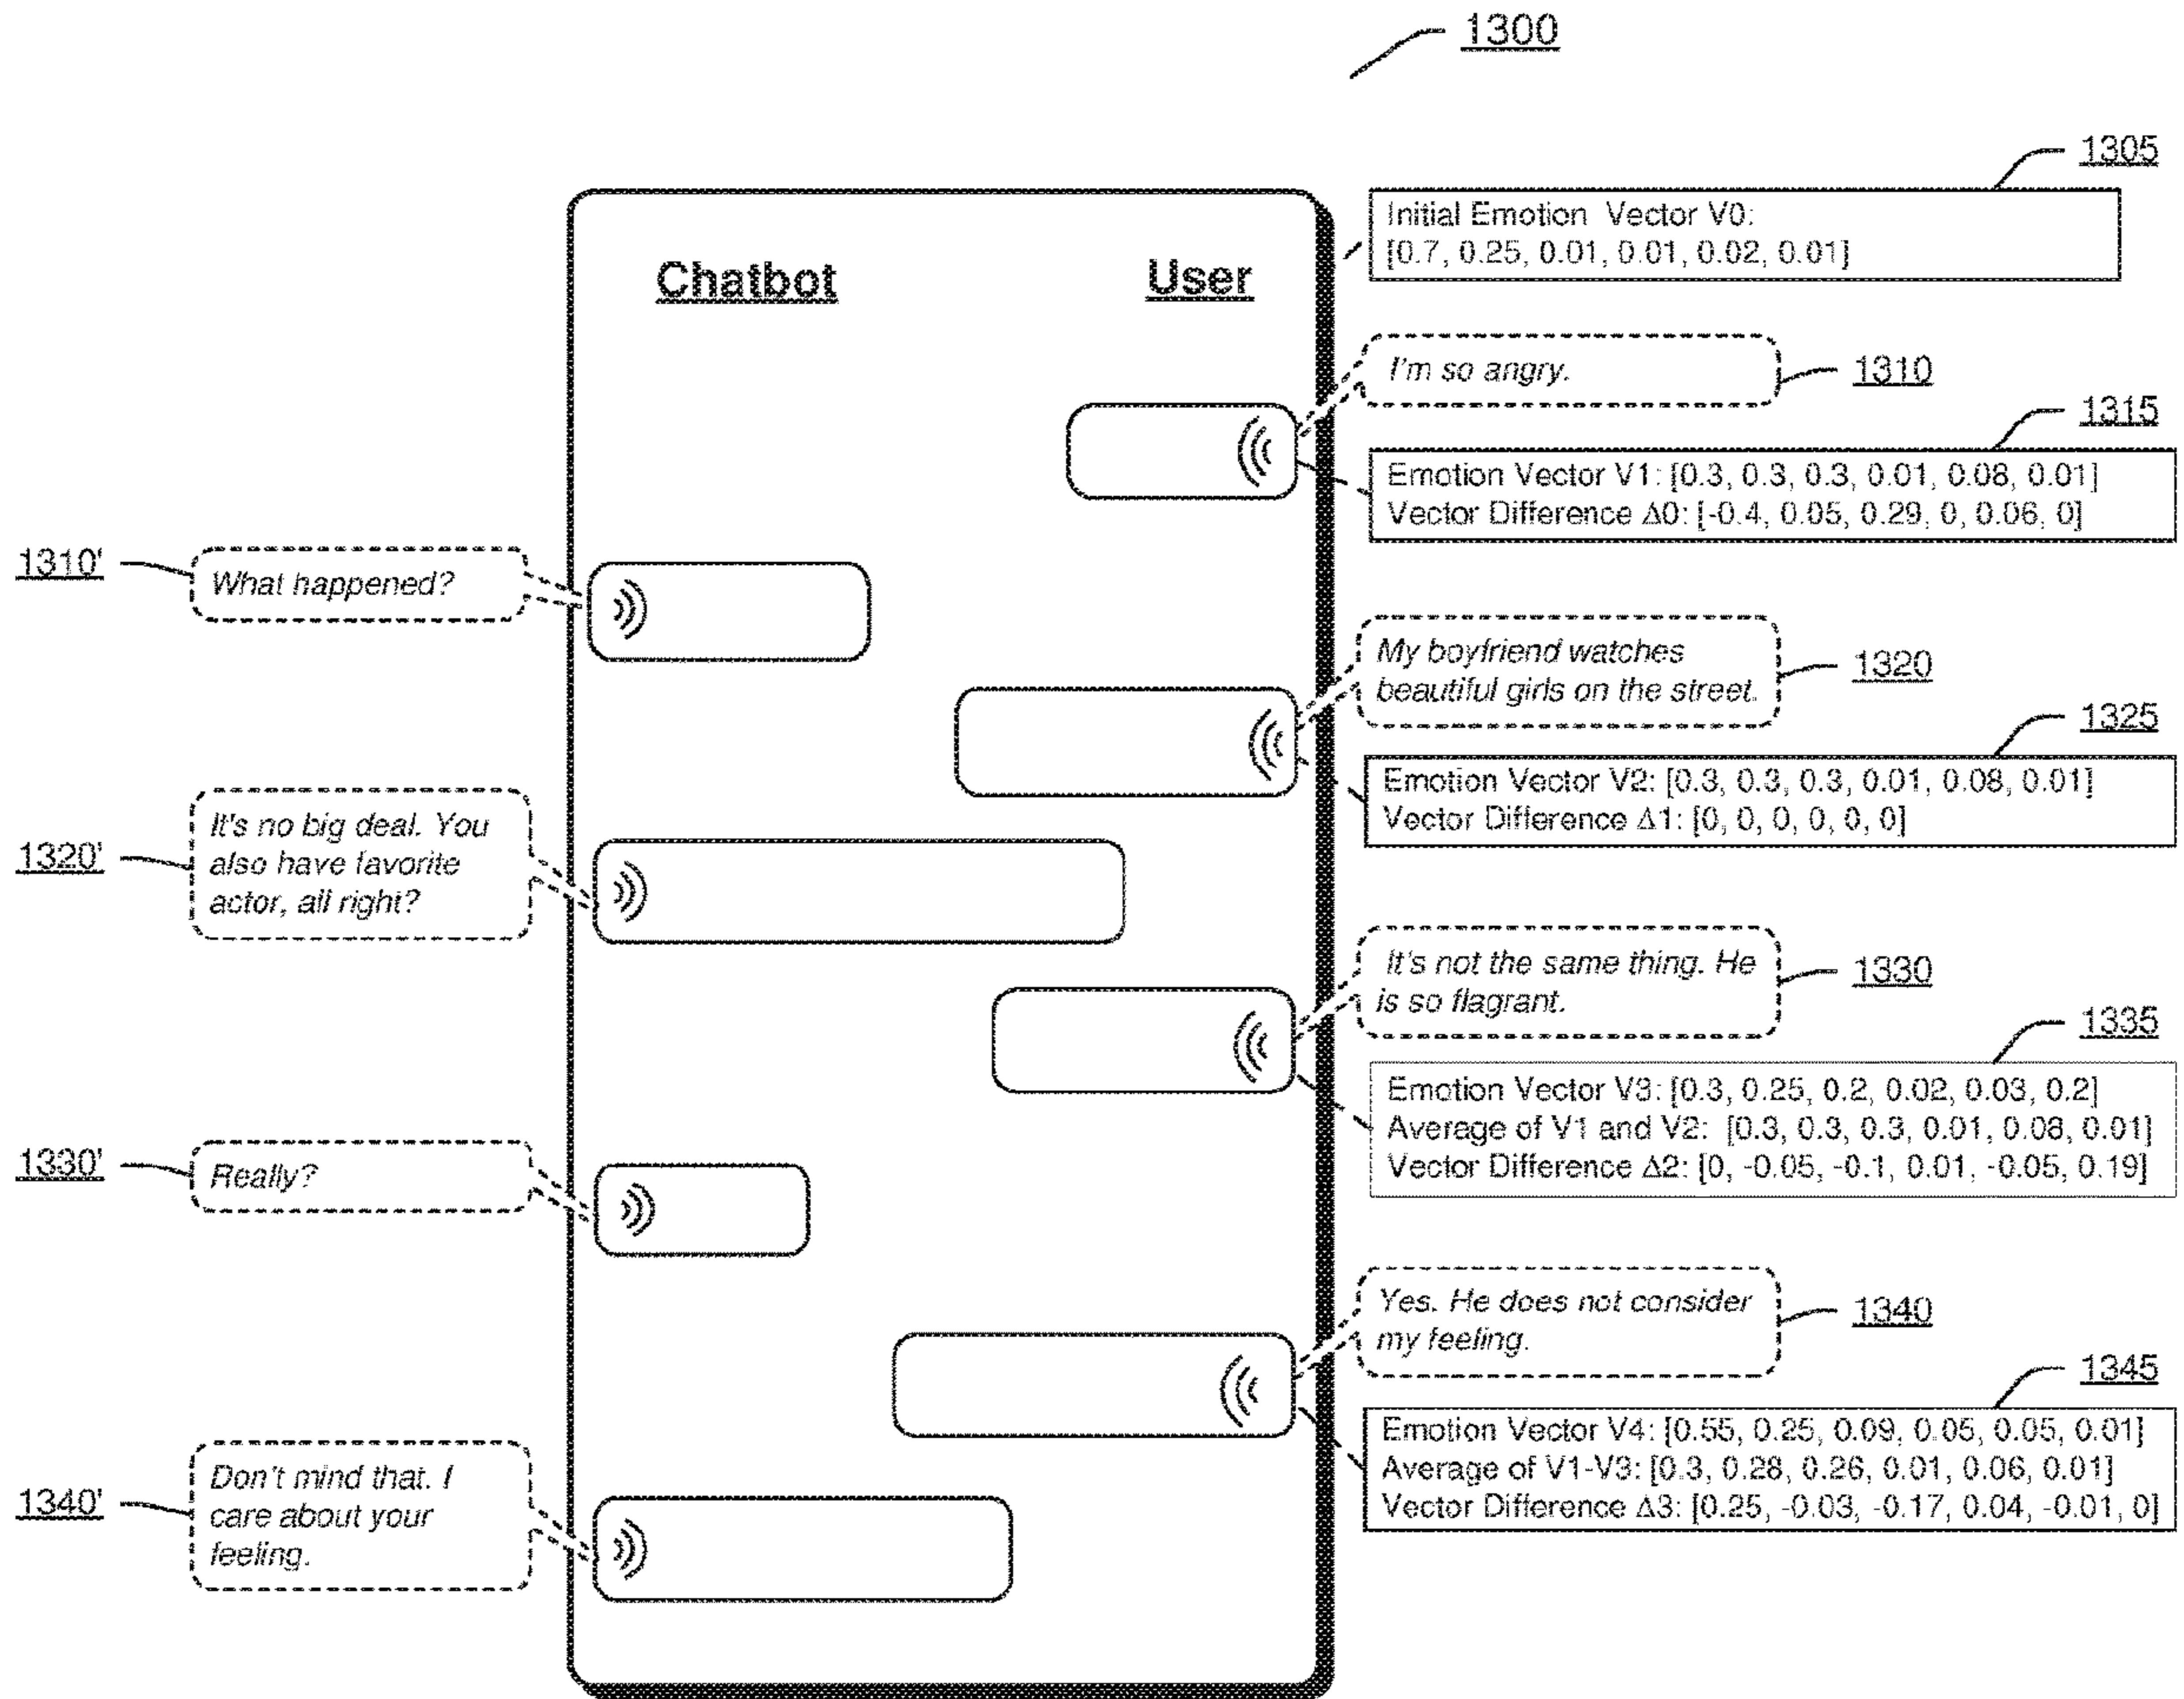 1300
1305
Initial Emotion Vector V0:
[0.7, 0.25, 0.01, 0.01, 0.02, 0.01]
Chatbot
User
I'm so angry.
1310
1315
Emotion Vector V1: [0.3, 0.3, 0.3, 0.01, 0.08, 0.01]
Vector Difference Δ0: [-0.4, 0.05, 0.29, 0, 0.06, 0]
1310'
What happened?
My boyfriend watches
beautiful girls on the street.
1320
1325
Emotion Vector V2: [0.3, 0.3, 0.3, 0.01, 0.08, 0.01]
Vector Difference Δ1: [0, 0, 0, 0, 0, 0]
1320'
It's no big deal. You
also have favorite
actor, all right?
It's not the same thing. He
is so flagrant.
1330
1335
Emotion Vector V3: [0.3, 0.25, 0.2, 0.02, 0.03, 0.2]
Average of V1 and V2: [0.3, 0.3, 0.3, 0.01, 0.08, 0.01]
Vector Difference Δ2: [0, -0.05, -0.1, 0.01, -0.05, 0.19]
1330'
Really?
Yes. He does not consider
my feeling.
1340
1345
Emotion Vector V4: [0.55, 0.25, 0.09, 0.05, 0.05, 0.01]
Average of V1-V3: [0.3, 0.28, 0.26, 0.01, 0.06, 0.01]
Vector Difference Δ3: [0.25, -0.03, -0.17, 0.04, -0.01, 0]
1340'
Don't mind that. I
care about your
feeling.